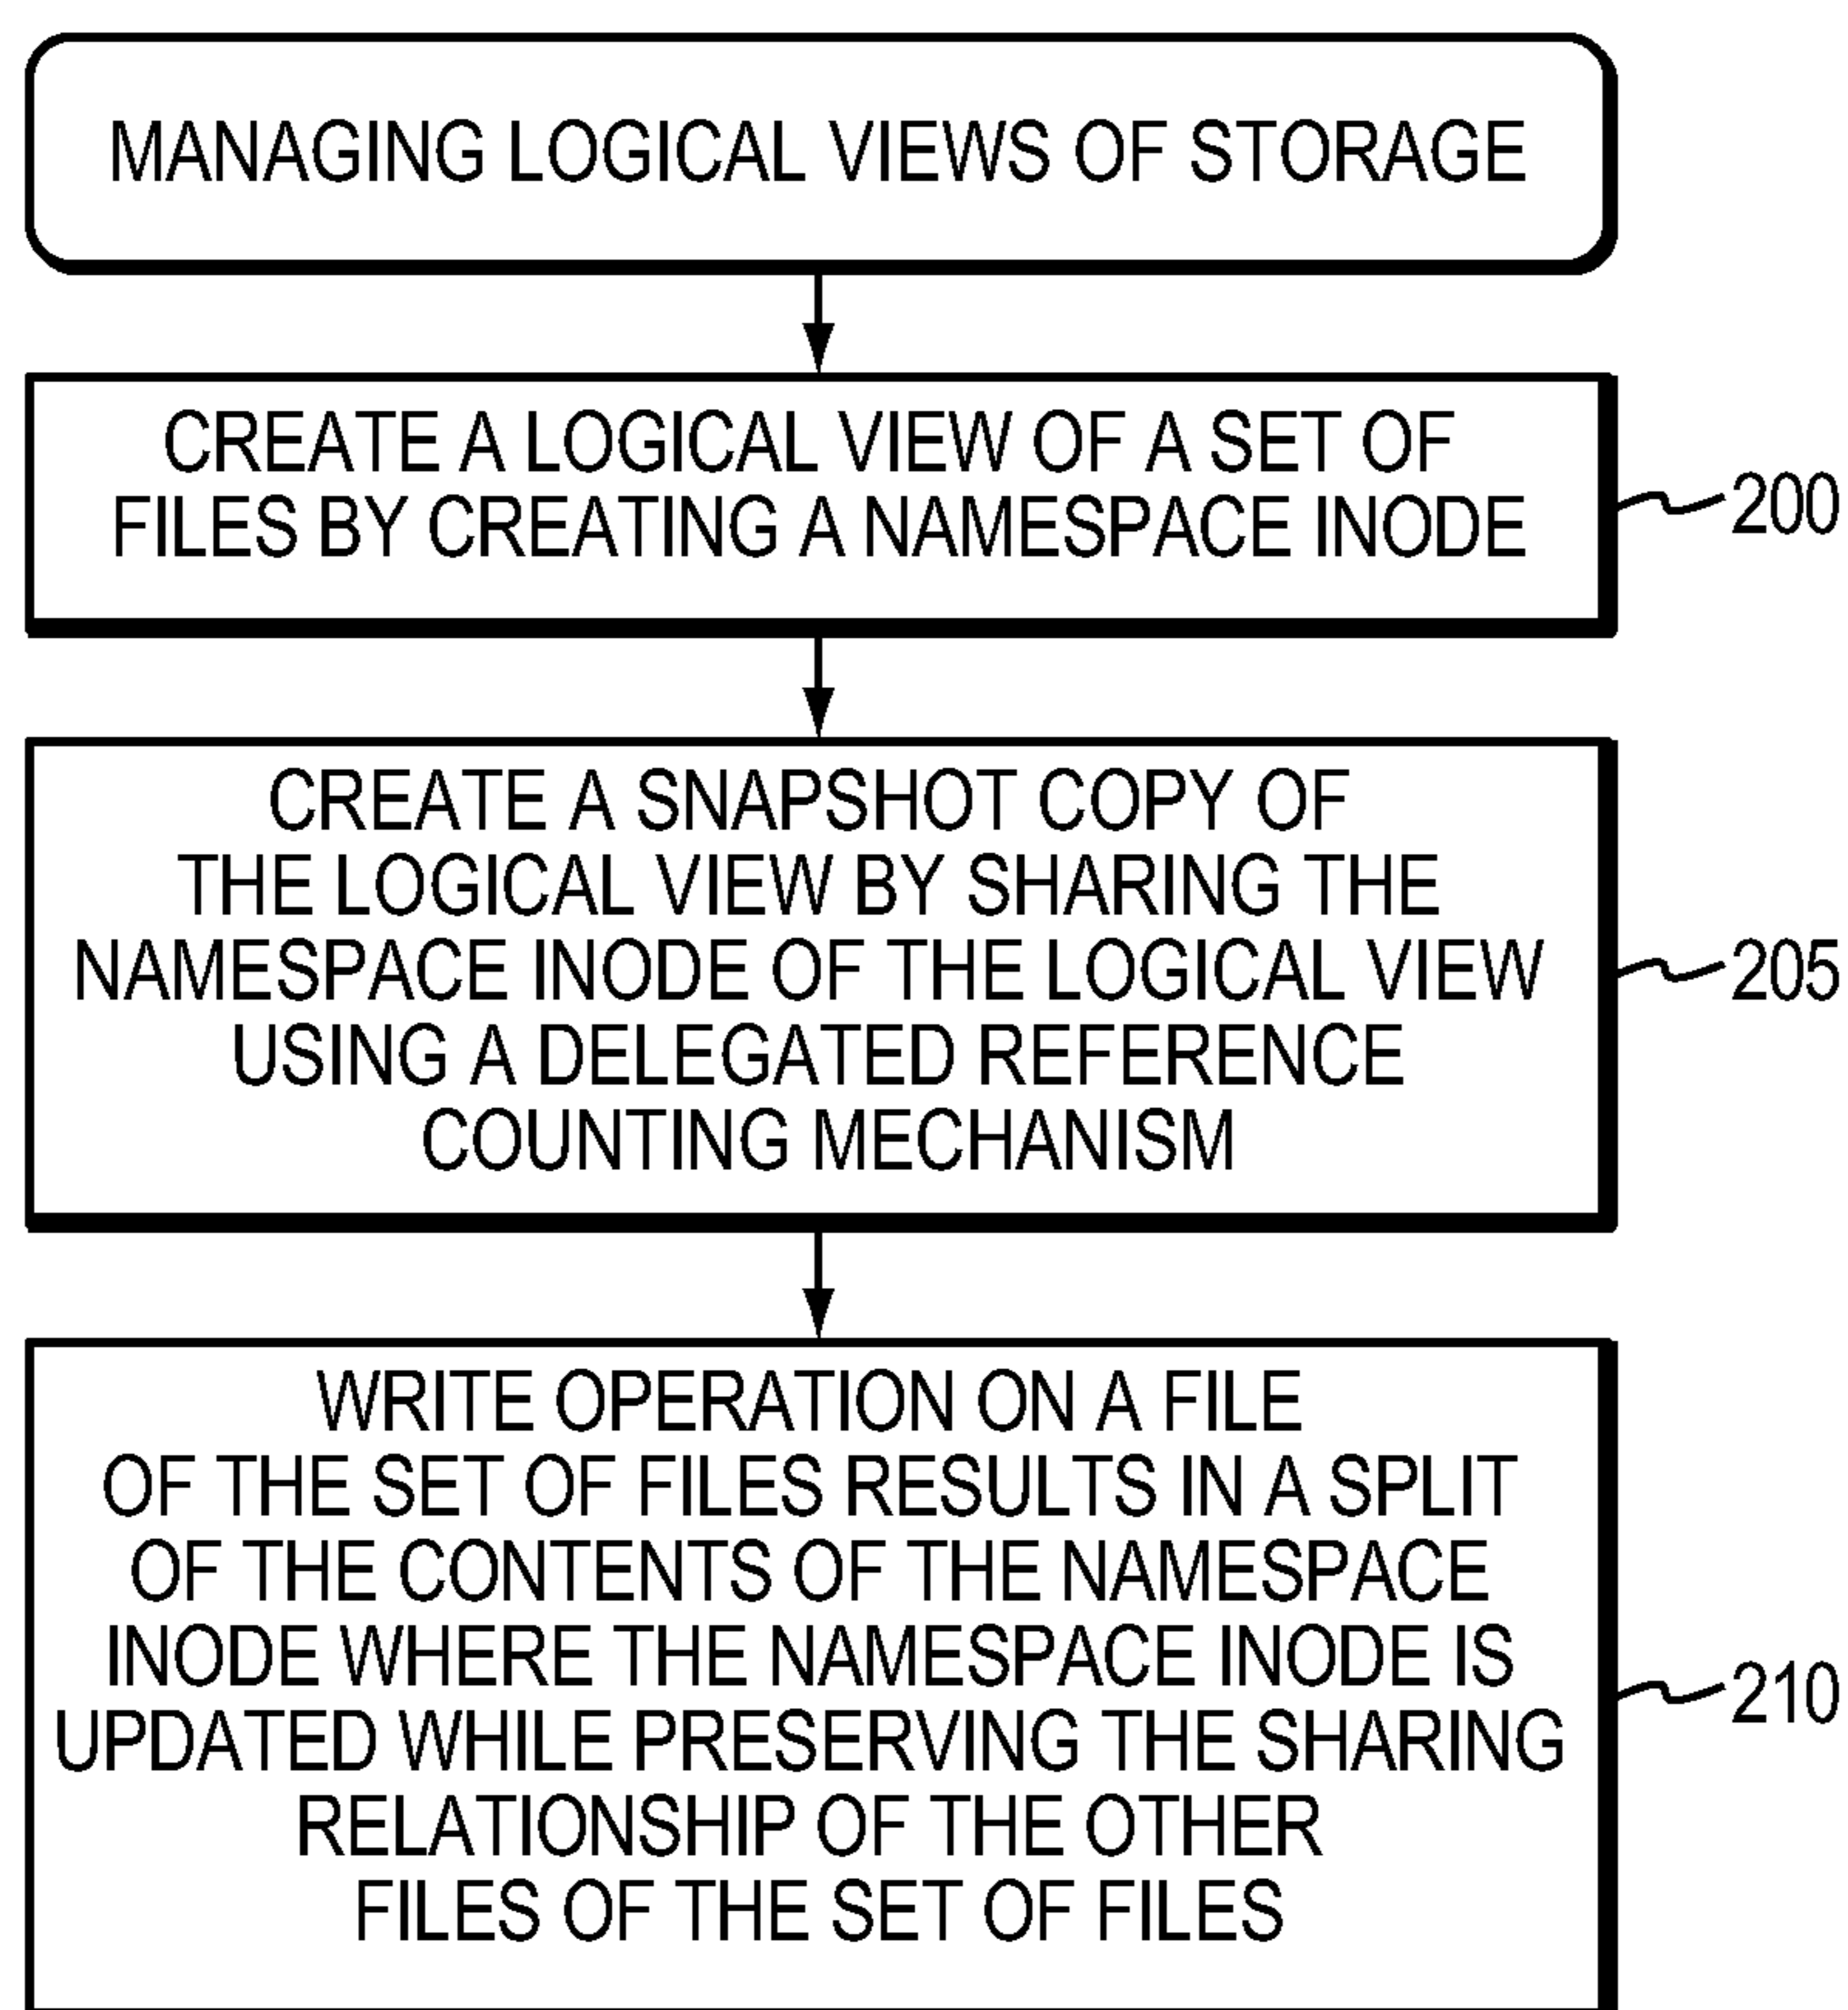 MANAGING LOGICAL VIEWS OF STORAGE
CREATE A LOGICAL VIEW OF A SET OF
FILES BY CREATING A NAMESPACE INODE
200
CREATE A SNAPSHOT COPY OF
THE LOGICAL VIEW BY SHARING THE
NAMESPACE INODE OF THE LOGICAL VIEW
USING A DELEGATED REFERENCE
COUNTING MECHANISM
205
WRITE OPERATION ON A FILE
OF THE SET OF FILES RESULTS IN A SPLIT
OF THE CONTENTS OF THE NAMESPACE
INODE WHERE THE NAMESPACE INODE IS
UPDATED WHILE PRESERVING THE SHARING
RELATIONSHIP OF THE OTHER
FILES OF THE SET OF FILES
210